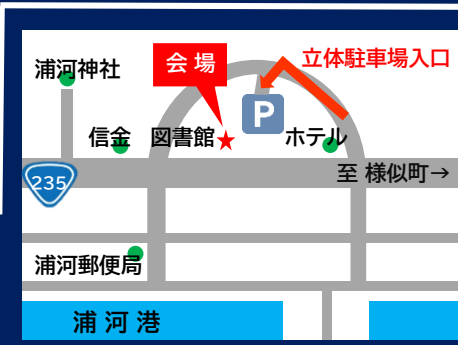 浦河神社
会場
立体駐車場入口
P
信金
図書館★
ホテル
235
至 様似町→
浦河郵便局
浦河港